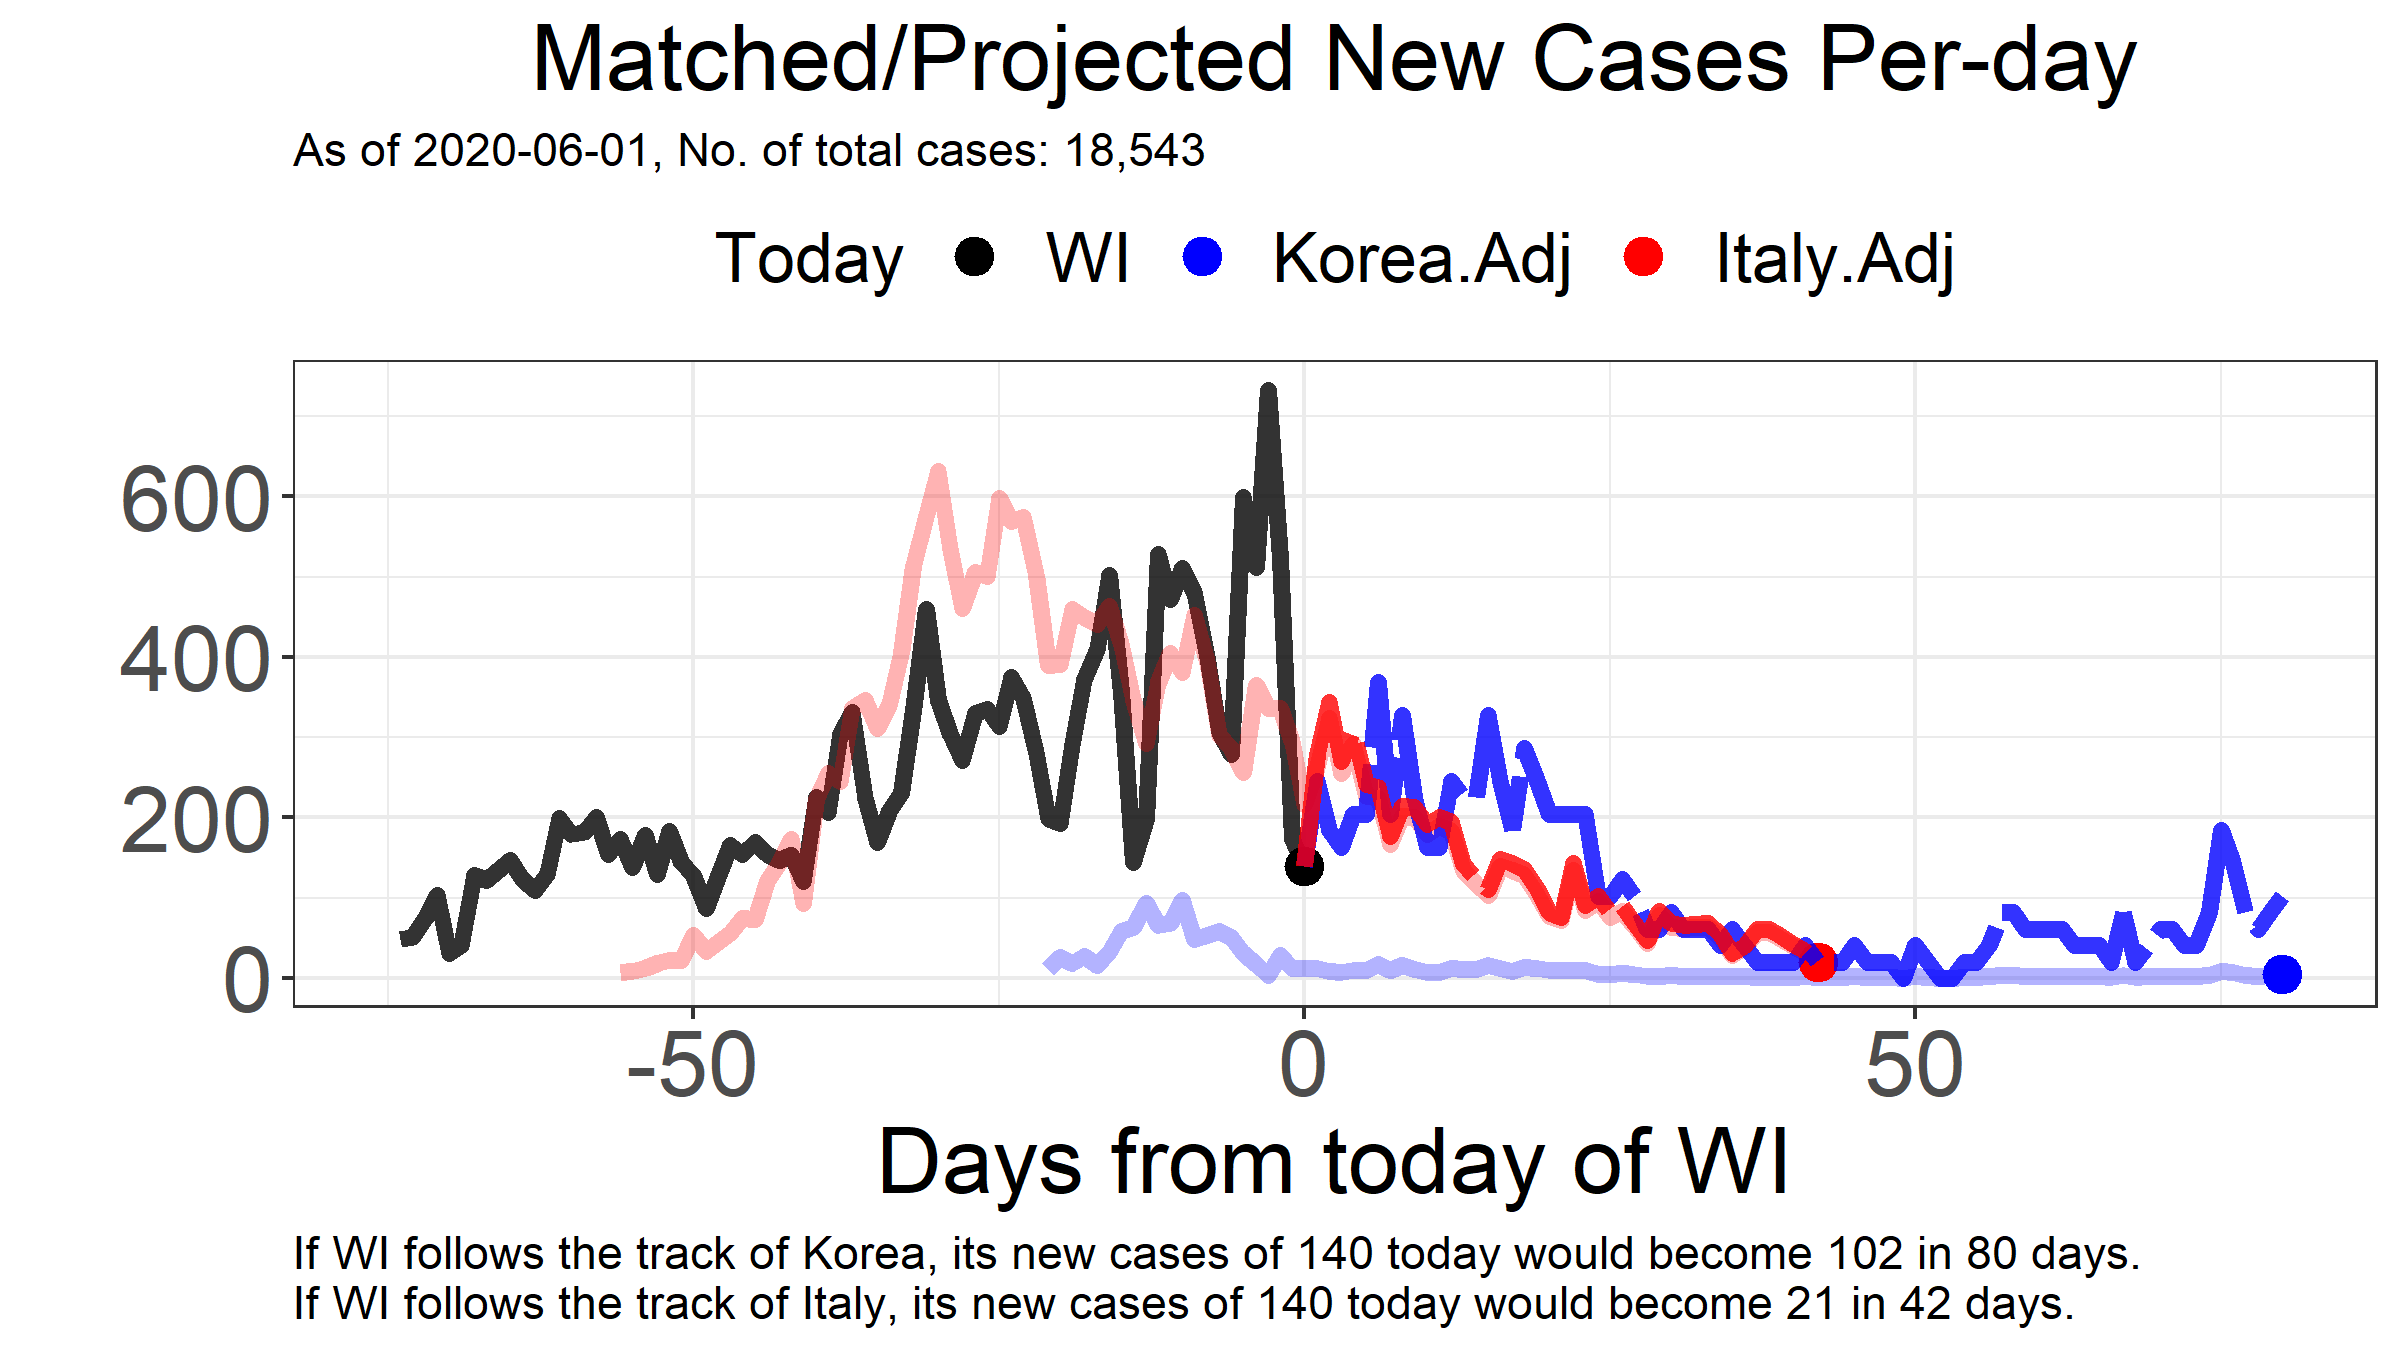 Matched/Projected New Cases Per-day
As of 2020-06-01, No. of total cases: 18,543
Today WI Korea.Adj Italy.Adj
600
400
200
0
-50 0 50
Days from today of WI
If WI follows the track of Korea, its new cases of 140 today would become 102 in 80 days.
If WI follows the track of Italy, its new cases of 140 today would become 21 in 42 days.